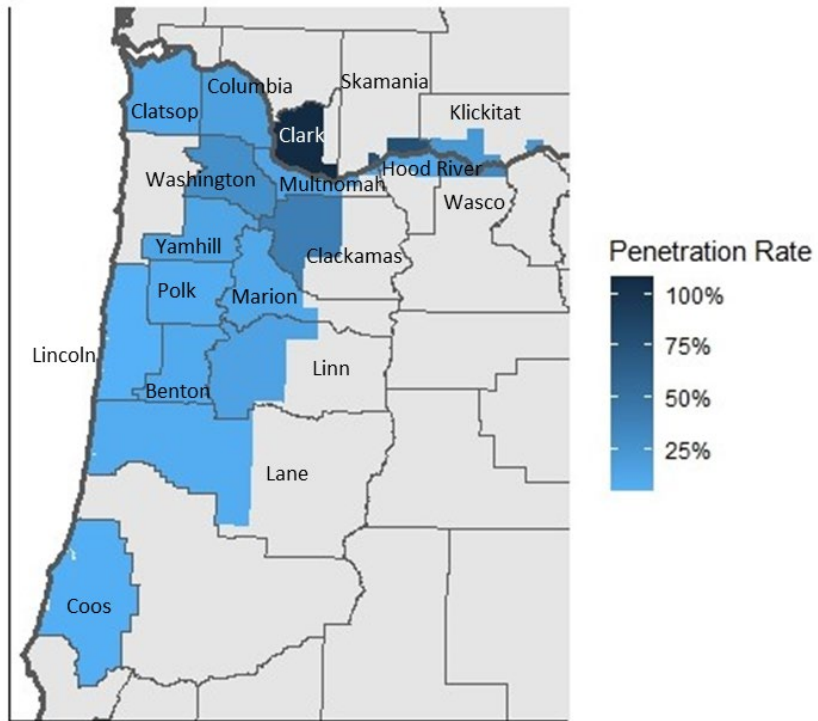 Skamania
Columbia
Klickitat
Clatsop
Clark
Hood River
Washington
Multnomah
Wasco
Yamhill
Clackamas
Polk
Marion
Lincoln
Linn
Benton
Lane
Coos
Penetration Rate
100%
75%
50%
25%